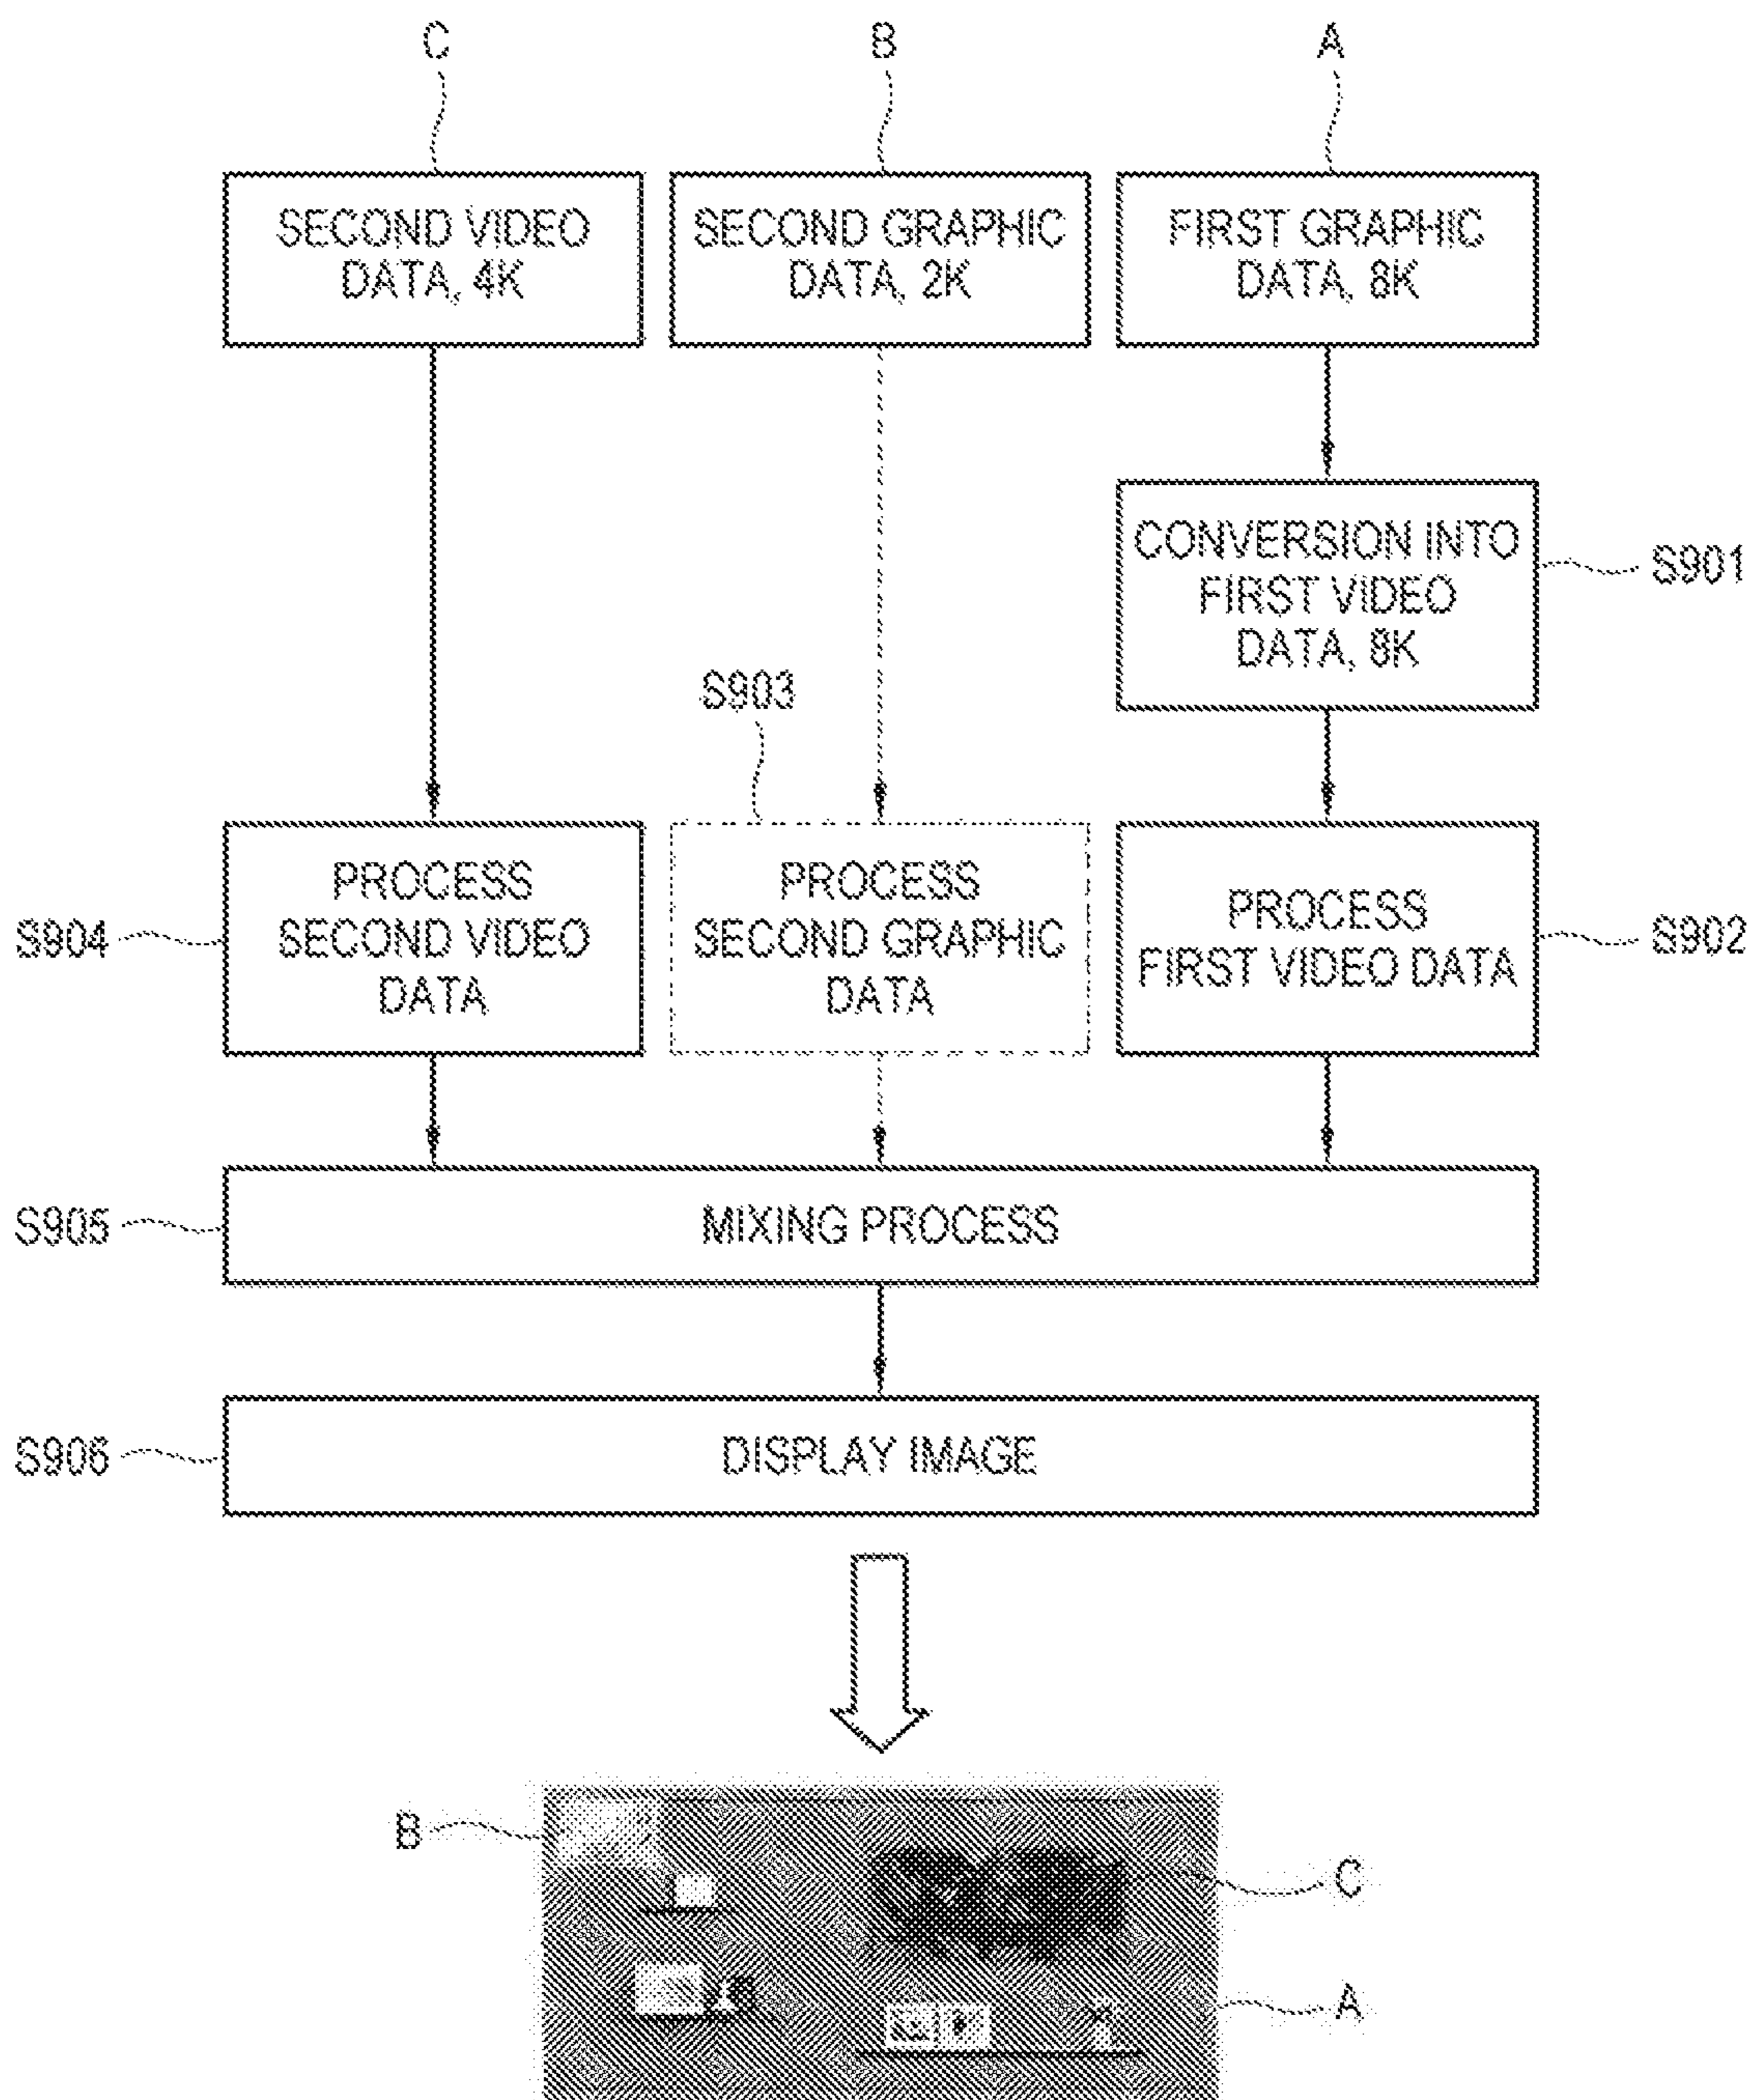 C
B
A
SECOND VIDEO
DATA, 4K
SECOND GRAPHIC
DATA, 2K
FIRST GRAPHIC
DATA, 8K
CONVERSION INTO
FIRST VIDEO
DATA, 8K
S901
S903
S904
PROCESS
SECOND VIDEO
DATA
PROCESS
SECOND GRAPHIC
DATA
PROCESS
FIRST VIDEO DATA
S902
S905
MIXING PROCESS
S906
DISPLAY IMAGE
B
C
A